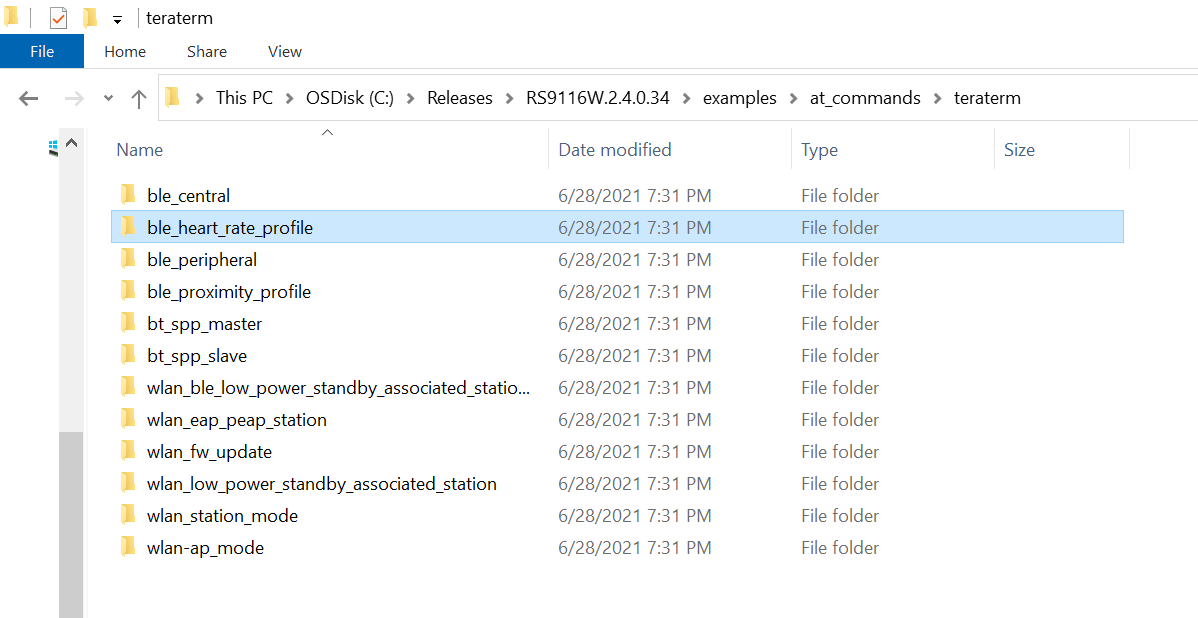 teraterm
File Home Share View
This PC OSDisk (C:) Releases RS9116W.2.4.0.34 examples at_commands teraterm
Name Date modified Type Size
ble_central 6/28/2021 7:31 PM File folder
ble_heart_rate_profile 6/28/2021 7:31 PM File folder
ble_peripheral 6/28/2021 7:31 PM File folder
ble_proximity_profile 6/28/2021 7:31 PM File folder
bt_spp_master 6/28/2021 7:31 PM File folder
bt_spp_slave 6/28/2021 7:31 PM File folder
wlan_ble_low_power_standby_associated_statio... 6/28/2021 7:31 PM File folder
wlan_eap_peap_station 6/28/2021 7:31 PM File folder
wlan_fw_update 6/28/2021 7:31 PM File folder
wlan_low_power_standby_associated_station 6/28/2021 7:31 PM File folder
wlan_station_mode 6/28/2021 7:31 PM File folder
wlan-ap_mode 6/28/2021 7:31 PM File folder